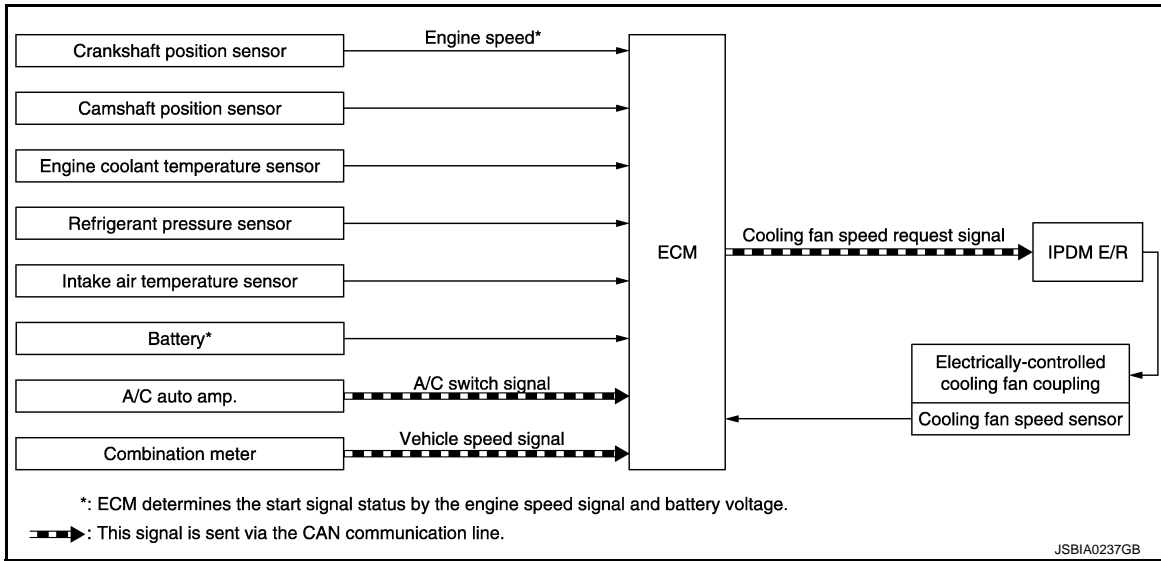 Crankshaft position sensor
Engine speed*
Camshaft position sensor
Engine coolant temperature sensor
Refrigerant pressure sensor
Intake air temperature sensor
Battery*
A/C auto amp.
A/C switch signal
Combination meter
Vehicle speed signal
ECM
Cooling fan speed request signal
IPDM E/R
Electrically-controlled
cooling fan coupling
Cooling fan speed sensor
*: ECM determines the start signal status by the engine speed signal and battery voltage.
: This signal is sent via the CAN communication line.
JSBIA0237GB